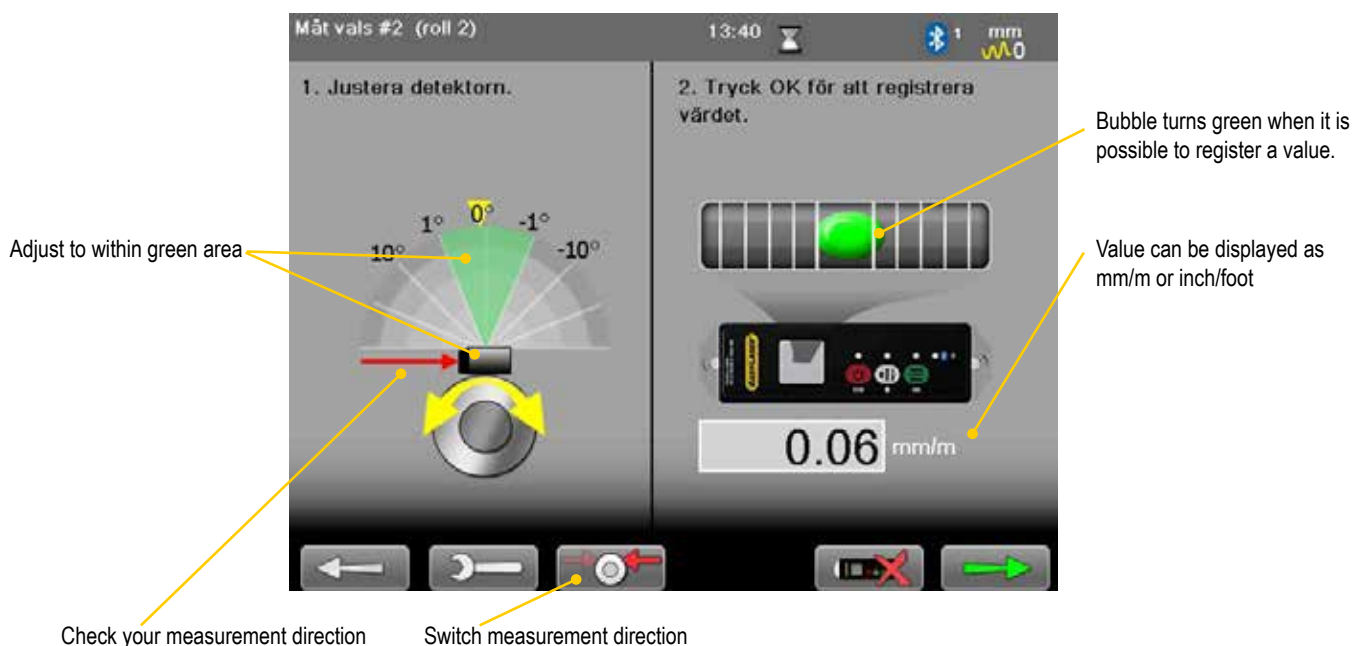 Måt vals #2 (roll 2)
13:40
1
mm
0
1. Justera detektorn.
2. Tryck OK för att registrera
värdet.
Bubble turns green when it is
possible to register a value.
Adjust to within green area
10°
1°
0°
-1°
-10°
Value can be displayed as
mm/m or inch/foot
EASYLASER
0.06 mm/m
Check your measurement direction
Switch measurement direction